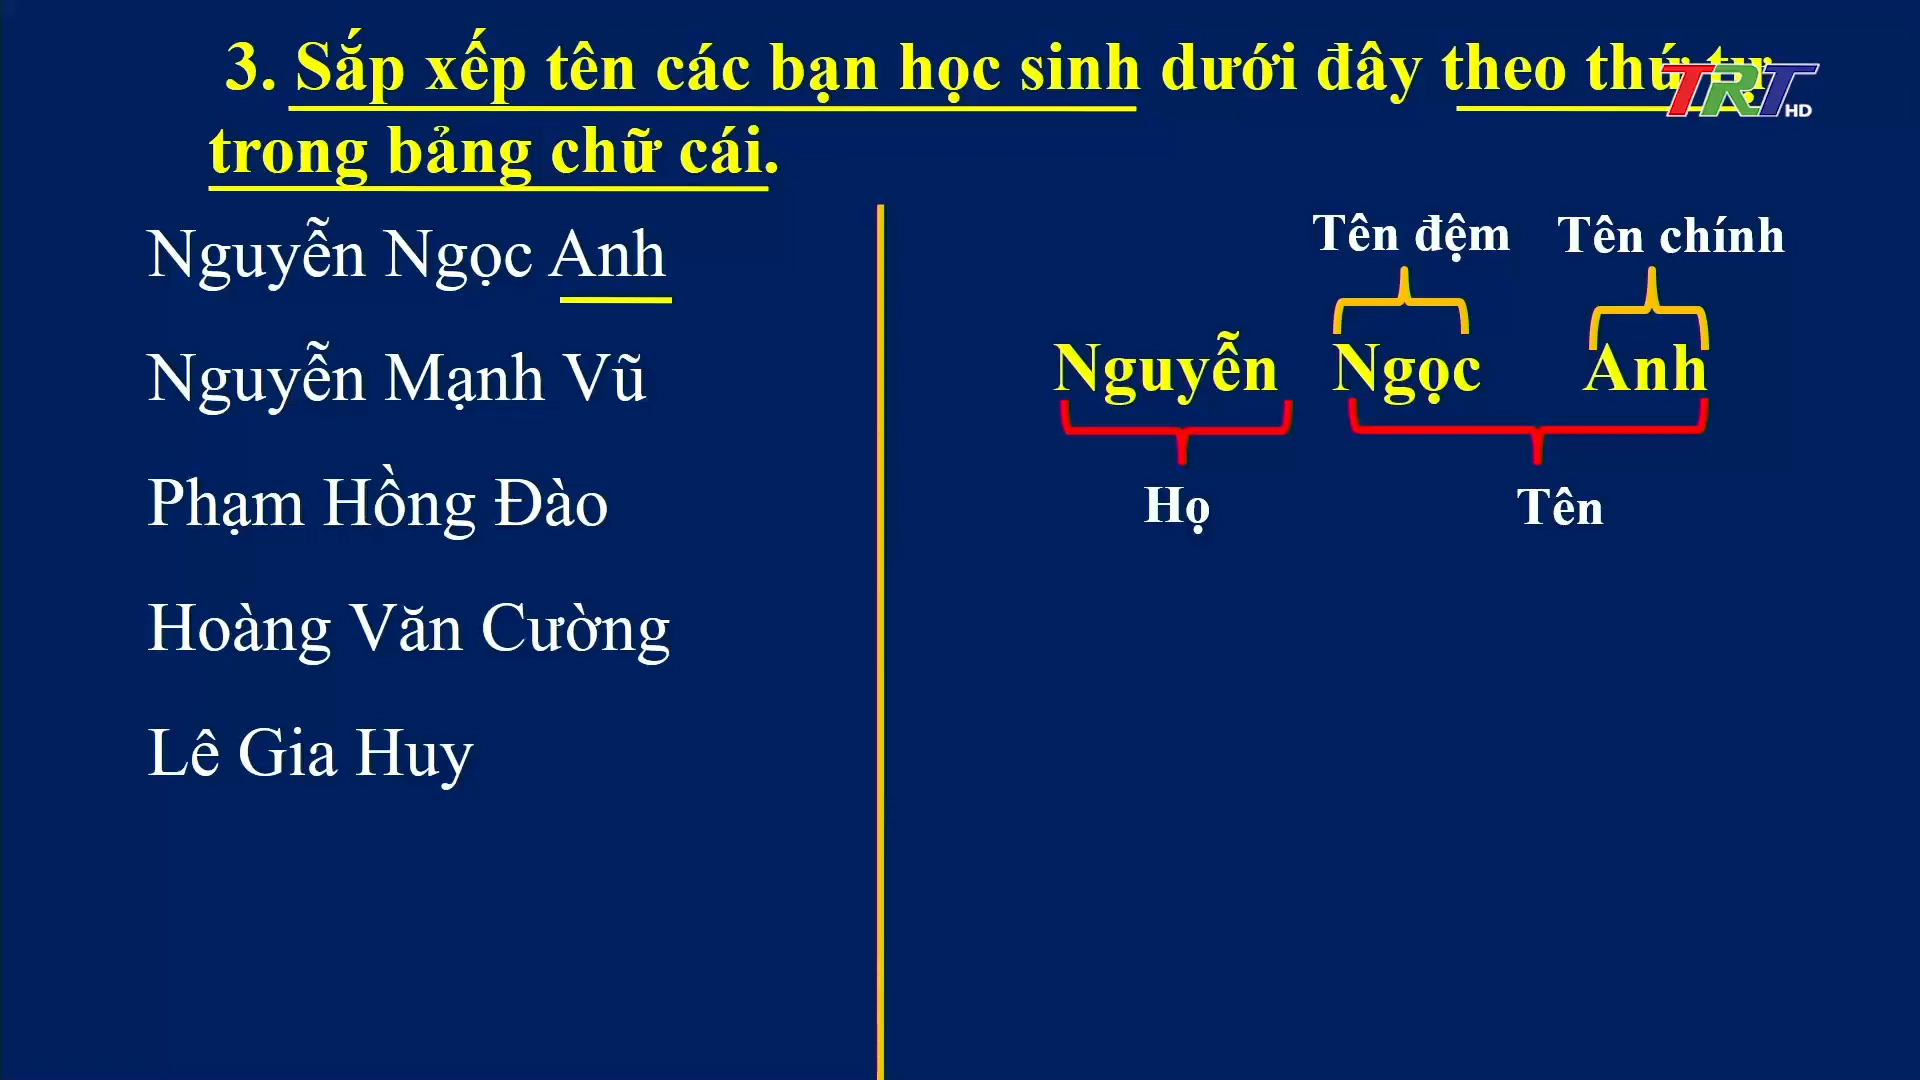 3. Sắp xếp tên các bạn học sinh dưới đây theo thứ tự
trong bảng chữ cái.
TRT HD
Nguyễn Ngọc Anh
Nguyễn Mạnh Vũ
Phạm Hồng Đào
Hoàng Văn Cường
Lê Gia Huy
Tên đệm Tên chính
Nguyễn Ngọc Anh
Họ Tên